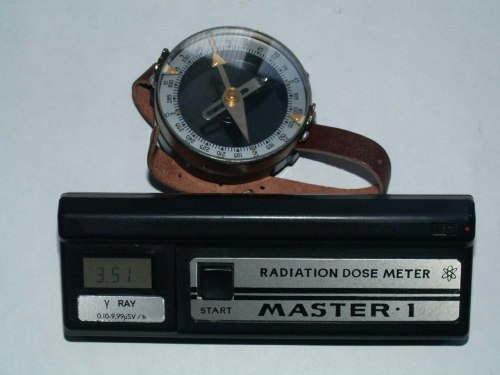 3.51
γ RAY
0.10-9.99μSV / h
START
RADIATION DOSE METER
MASTER·1